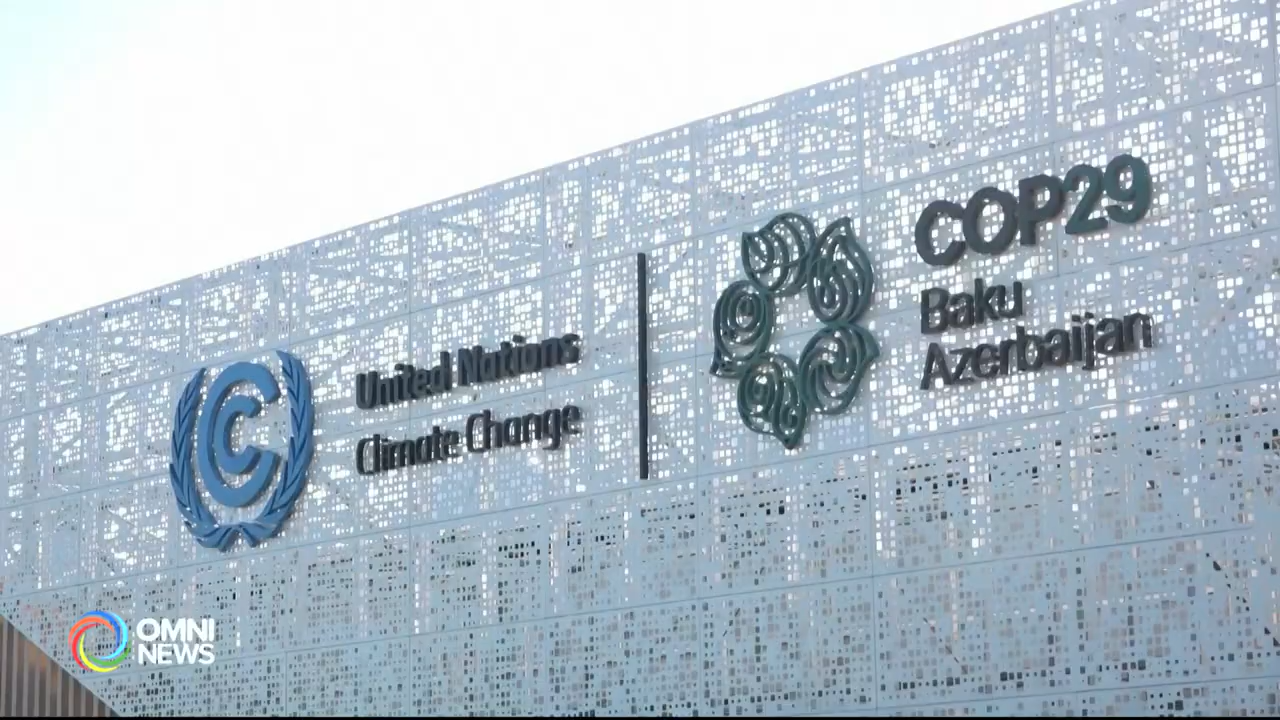 United Nations
Climate Change
COP29
Baku
Azerbaijan
OMNI
NEWS